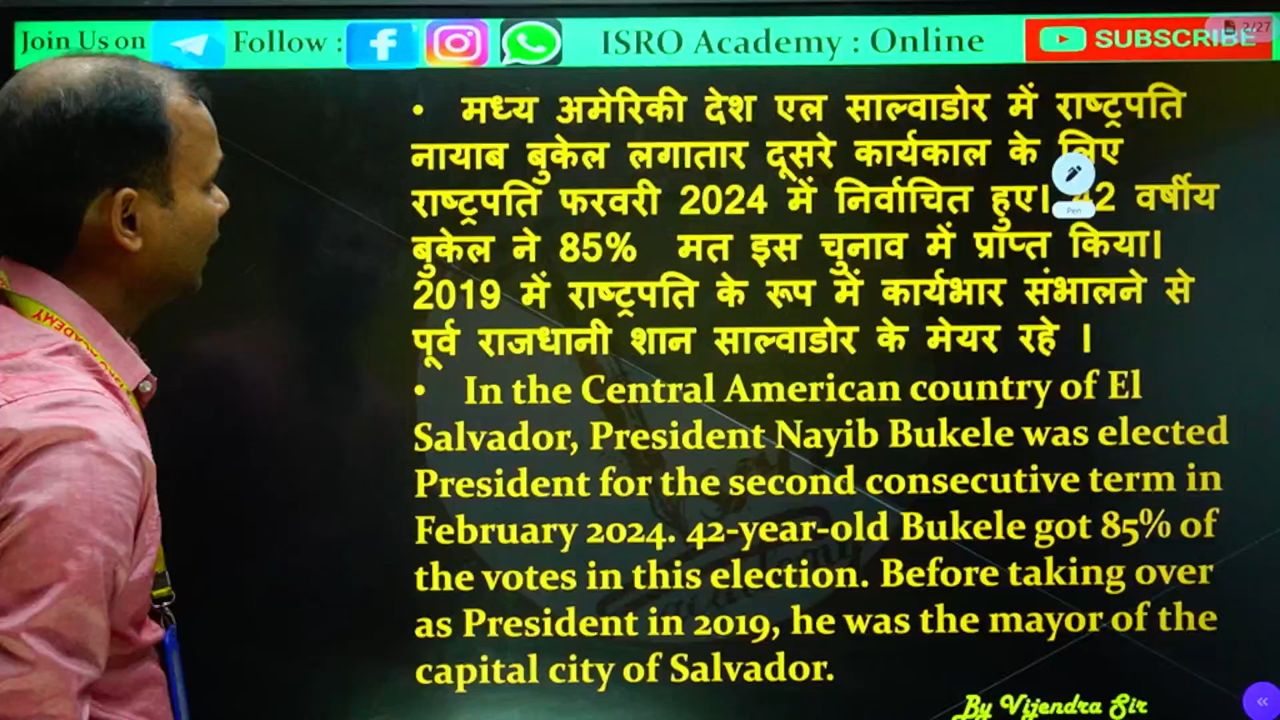 Join Us on Follow : ISRO Academy : Online SUBSCRIBE 2/27
• मध्य अमेरिकी देश एल साल्वाडोर में राष्ट्रपति
नायाब बुकेल लगातार दूसरे कार्यकाल के लिए
राष्ट्रपति फरवरी 2024 में निर्वाचित हुए। 42 वर्षीय
Pen
बुकेल ने 85% मत इस चुनाव में प्राप्त किया।
2019 में राष्ट्रपति के रूप में कार्यभार संभालने से
पूर्व राजधानी शान साल्वाडोर के मेयर रहे ।
• In the Central American country of El
Salvador, President Nayib Bukele was elected
President for the second consecutive term in
February 2024. 42-year-old Bukele got 85% of
the votes in this election. Before taking over
as President in 2019, he was the mayor of the
capital city of Salvador.
By Vijendra Sir